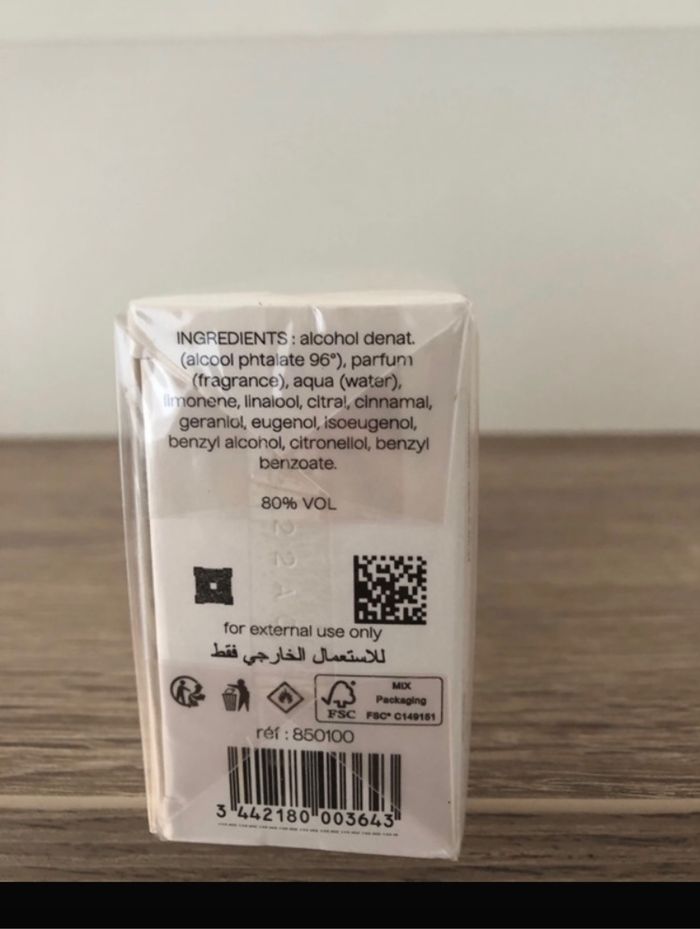 INGREDIENTS : alcohol denat.
(alcool phtalate 96°), parfum
(fragrance), aqua (water),
limonene, linalool, citral, cinnamal,
geraniol, eugenol, isoeugenol,
benzyl alcohol, citronellol, benzyl
benzoate.
80% VOL
22A
for external use only
للاستعمال الخارجي فقط
FSC
MIX
Packaging
FSC® C149151
réf : 850100
3 442180 003643